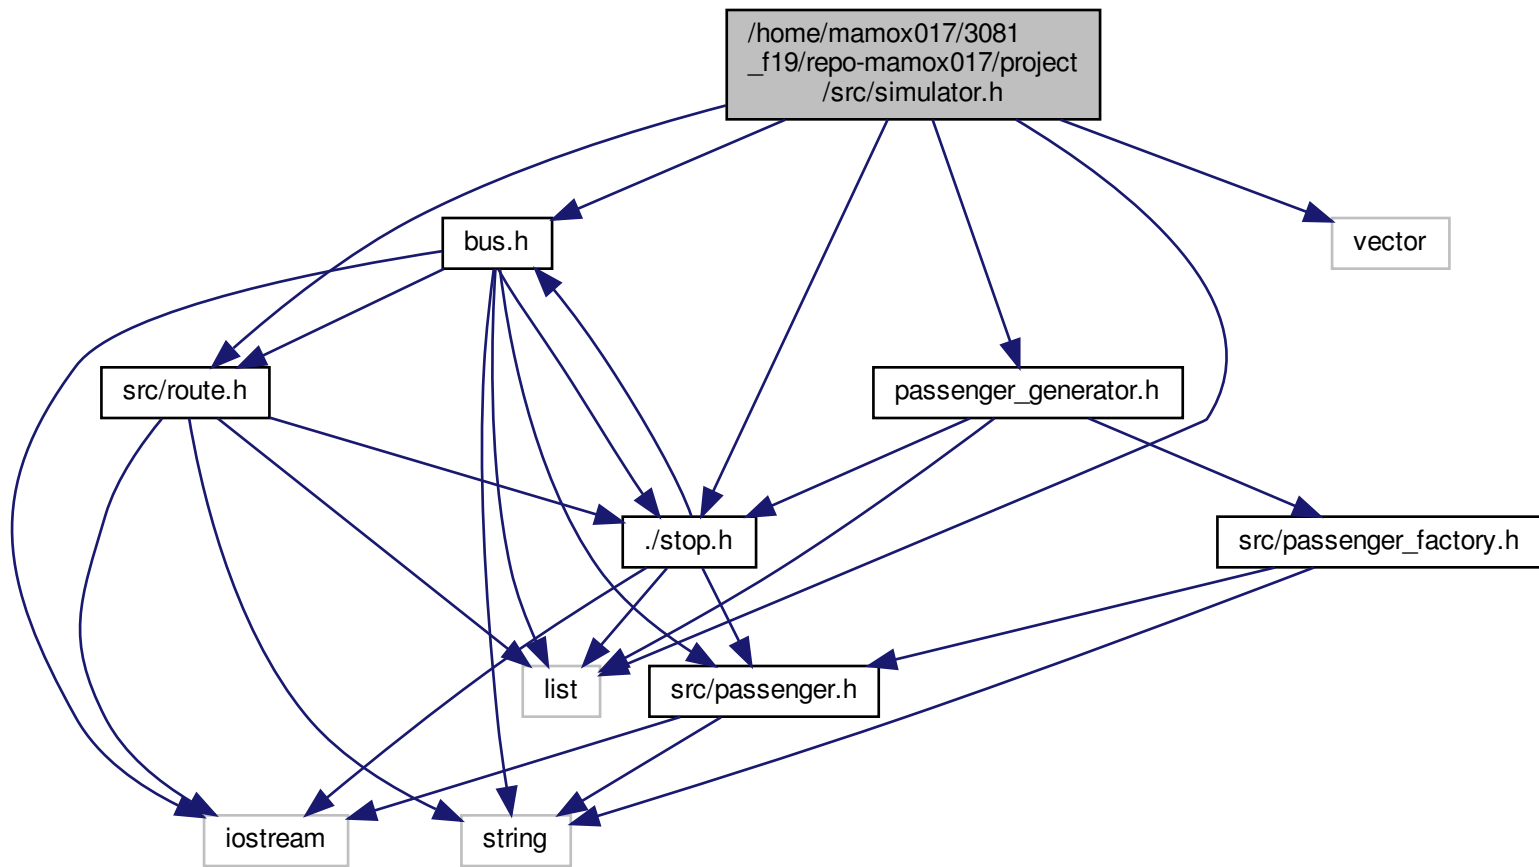 /home/mamox017/3081
_f19/repo-mamox017/project
/src/simulator.h
bus.h
vector
src/route.h
passenger_generator.h
./stop.h
src/passenger_factory.h
list
src/passenger.h
iostream
string